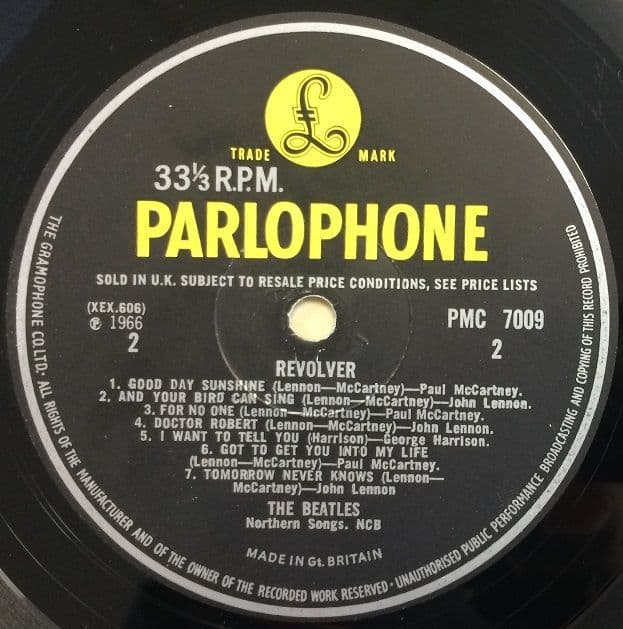 £
TRADE MARK
33⅓ R.P.M.
PARLOPHONE
SOLD IN U.K. SUBJECT TO RESALE PRICE CONDITIONS, SEE PRICE LISTS
(XEX.606)
℗ 1966
2
PMC 7009
2
REVOLVER
1. GOOD DAY SUNSHINE (Lennon—McCartney)—Paul McCartney.
2. AND YOUR BIRD CAN SING (Lennon—McCartney)—John Lennon.
3. FOR NO ONE (Lennon—McCartney)—Paul McCartney.
4. DOCTOR ROBERT (Lennon—McCartney)—John Lennon.
5. I WANT TO TELL YOU (Harrison)—George Harrison.
6. GOT TO GET YOU INTO MY LIFE
(Lennon—McCartney)—Paul McCartney.
7. TOMORROW NEVER KNOWS (Lennon—
McCartney)—John Lennon
THE BEATLES
Northern Songs. NCB
MADE IN Gt. BRITAIN
THE GRAMOPHONE CO. LTD. · ALL RIGHTS OF THE MANUFACTURER AND OF THE OWNER OF THE RECORDED WORK RESERVED · UNAUTHORISED PUBLIC PERFORMANCE BROADCASTING AND COPYING OF THIS RECORD PROHIBITED